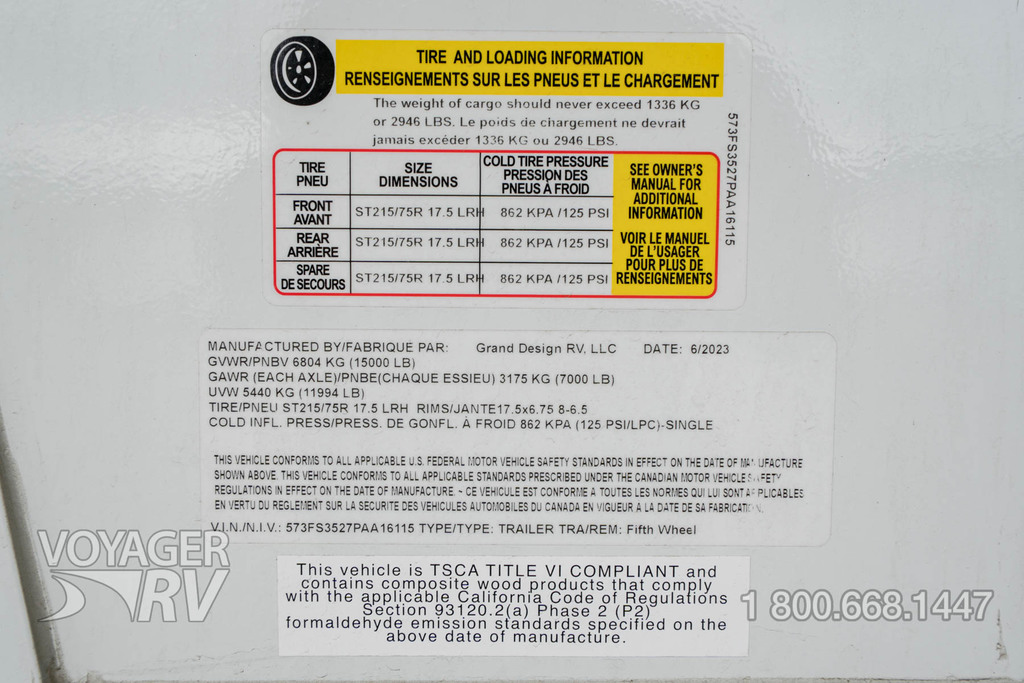 TIRE AND LOADING INFORMATION
RENSEIGNEMENTS SUR LES PNEUS ET LE CHARGEMENT
The weight of cargo should never exceed 1336 KG
or 2946 LBS. Le poids de chargement ne devrait
jamais excéder 1336 KG ou 2946 LBS.
573FS3527PAA16115
TIRE
PNEU
SIZE
DIMENSIONS
COLD TIRE PRESSURE
PRESSION DES
PNEUS À FROID
FRONT
AVANT
ST215/75R 17.5 LRH
862 KPA /125 PSI
REAR
ARRIÈRE
ST215/75R 17.5 LRH
862 KPA /125 PSI
SPARE
DE SECOURS
ST215/75R 17.5 LRH
862 KPA /125 PSI
SEE OWNER'S
MANUAL FOR
ADDITIONAL
INFORMATION
VOIR LE MANUEL
DE L'USAGER
POUR PLUS DE
RENSEIGNEMENTS
MANUFACTURED BY/FABRIQUE PAR: Grand Design RV, LLC DATE: 6/2023
GVWR/PNBV 6804 KG (15000 LB)
GAWR (EACH AXLE)/PNBE(CHAQUE ESSIEU) 3175 KG (7000 LB)
UVW 5440 KG (11994 LB)
TIRE/PNEU ST215/75R 17.5 LRH RIMS/JANTE17.5x6.75 8-6.5
COLD INFL. PRESS/PRESS. DE GONFL. À FROID 862 KPA (125 PSI/LPC)-SINGLE
THIS VEHICLE CONFORMS TO ALL APPLICABLE U.S. FEDERAL MOTOR VEHICLE SAFETY STANDARDS IN EFFECT ON THE DATE OF MANUFACTURE
SHOWN ABOVE. THIS VEHICLE CONFORMS TO ALL APPLICABLE STANDARDS PRESCRIBED UNDER THE CANADIAN MOTOR VEHICLE SAFETY
REGULATIONS IN EFFECT ON THE DATE OF MANUFACTURE. - CE VEHICULE EST CONFORME A TOUTES LES NORMES QUI LUI SONT APPLICABLES
EN VERTU DU REGLEMENT SUR LA SECURITE DES VEHICULES AUTOMOBILES DU CANADA EN VIGUEUR A LA DATE DE SA FABRICATION.
V.I.N./N.I.V.: 573FS3527PAA16115 TYPE/TYPE: TRAILER TRA/REM: Fifth Wheel
This vehicle is TSCA TITLE VI COMPLIANT and
contains composite wood products that comply
with the applicable California Code of Regulations
Section 93120.2(a) Phase 2 (P2)
formaldehyde emission standards specified on the
above date of manufacture.
VOYAGER
RV
1 800.668.1447